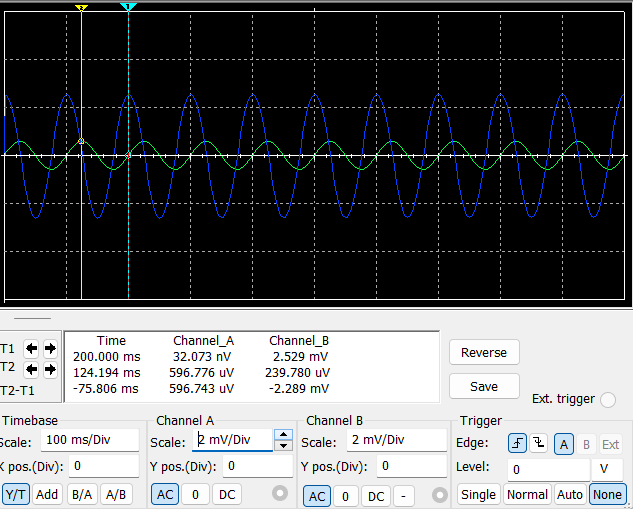 2 1
Time Channel_A Channel_B
T1 200.000 ms 32.073 nV 2.529 mV
T2 124.194 ms 596.776 uV 239.780 uV
T2-T1 -75.806 ms 596.743 uV -2.289 mV
Reverse
Save
Ext. trigger
Timebase Channel A Channel B Trigger
Scale: 100 ms/Div Scale: 2 mV/Div Scale: 2 mV/Div Edge: A B Ext
X pos.(Div): 0 Y pos.(Div): 0 Y pos.(Div): 0 Level: 0 V
Y/T Add B/A A/B AC 0 DC AC 0 DC - Single Normal Auto None